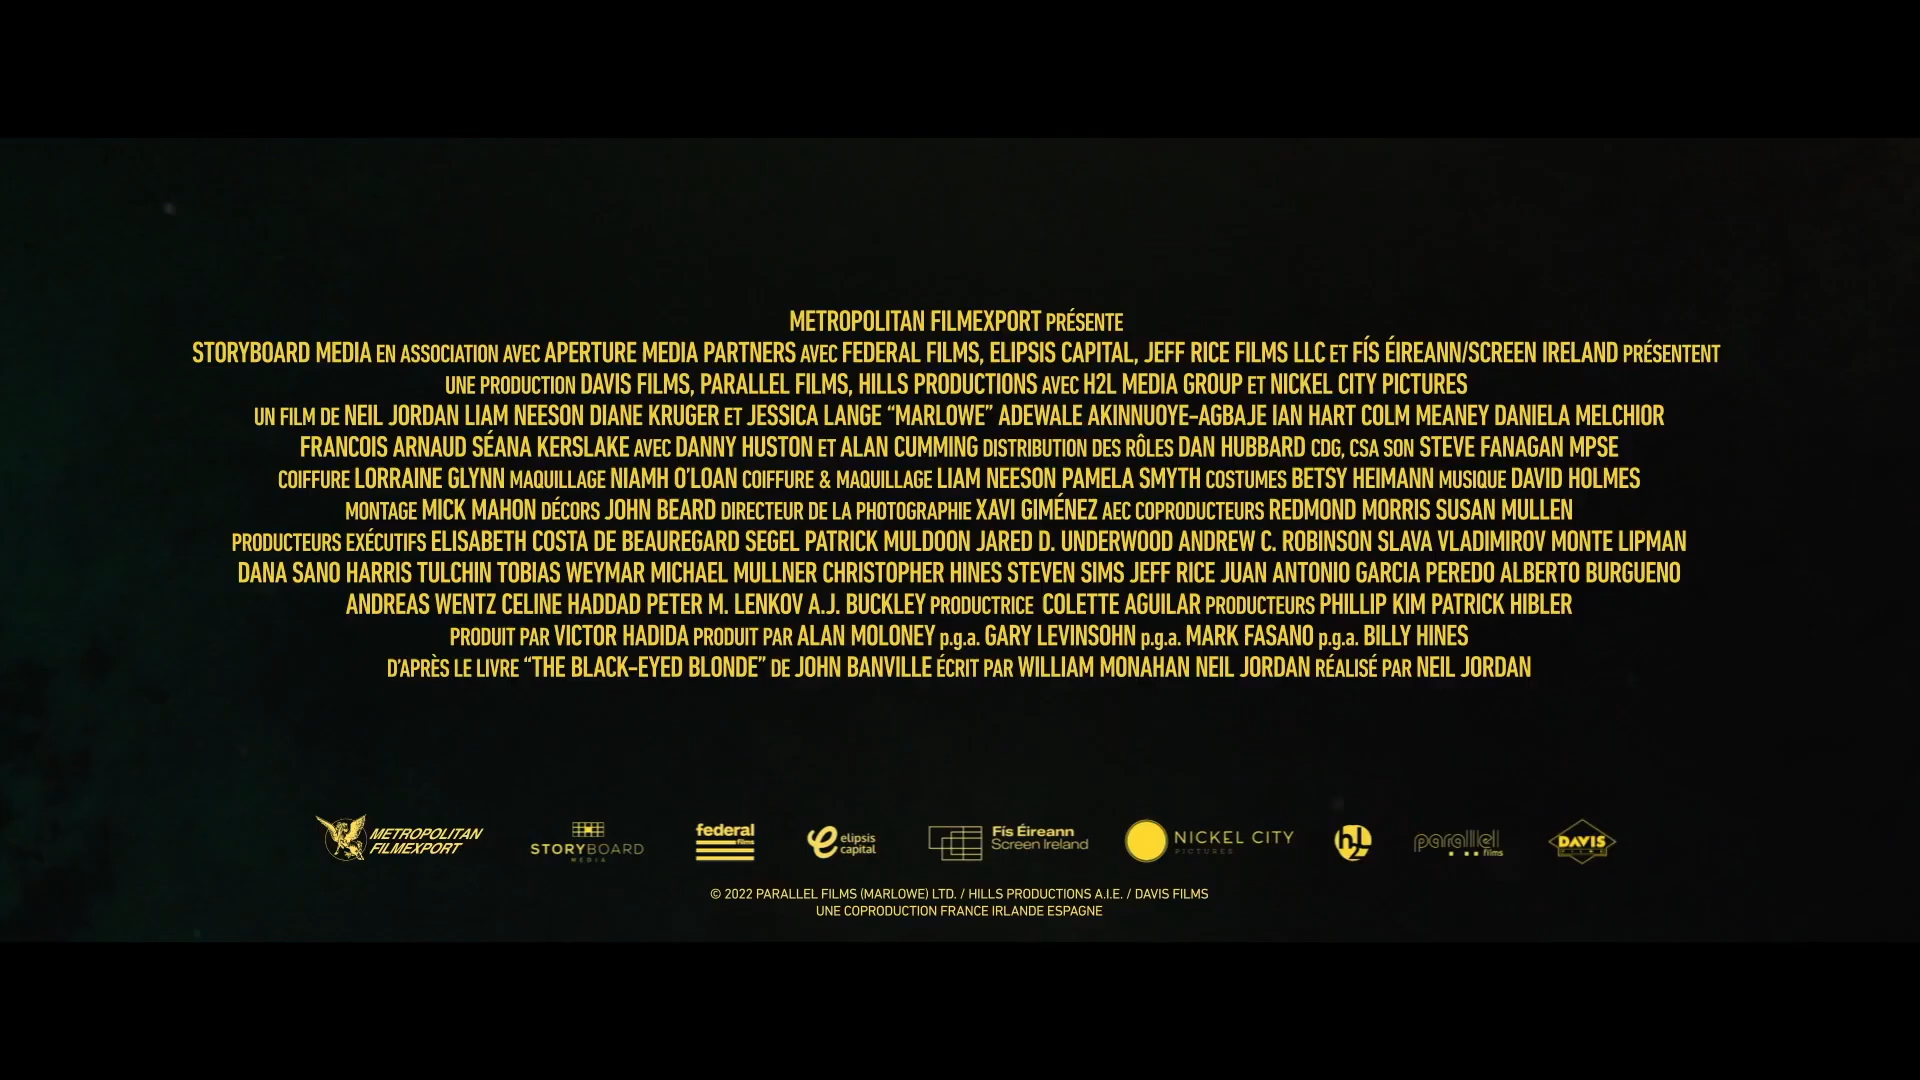 METROPOLITAN FILMEXPORT PRÉSENTE
STORYBOARD MEDIA EN ASSOCIATION AVEC APERTURE MEDIA PARTNERS AVEC FEDERAL FILMS, ELIPSIS CAPITAL, JEFF RICE FILMS LLC ET FÍS ÉIREANN/SCREEN IRELAND PRÉSENTENT
UNE PRODUCTION DAVIS FILMS, PARALLEL FILMS, HILLS PRODUCTIONS AVEC H2L MEDIA GROUP ET NICKEL CITY PICTURES
UN FILM DE NEIL JORDAN LIAM NEESON DIANE KRUGER ET JESSICA LANGE “MARLOWE” ADEWALE AKINNUOYE-AGBAJE IAN HART COLM MEANEY DANIELA MELCHIOR
FRANCOIS ARNAUD SÉANA KERSLAKE AVEC DANNY HUSTON ET ALAN CUMMING DISTRIBUTION DES RÔLES DAN HUBBARD CDG, CSA SON STEVE FANAGAN MPSE
COIFFURE LORRAINE GLYNN MAQUILLAGE NIAMH O’LOAN COIFFURE & MAQUILLAGE LIAM NEESON PAMELA SMYTH COSTUMES BETSY HEIMANN MUSIQUE DAVID HOLMES
MONTAGE MICK MAHON DÉCORS JOHN BEARD DIRECTEUR DE LA PHOTOGRAPHIE XAVI GIMÉNEZ AEC COPRODUCTEURS REDMOND MORRIS SUSAN MULLEN
PRODUCTEURS EXÉCUTIFS ELISABETH COSTA DE BEAUREGARD SEGEL PATRICK MULDOON JARED D. UNDERWOOD ANDREW C. ROBINSON SLAVA VLADIMIROV MONTE LIPMAN
DANA SANO HARRIS TULCHIN TOBIAS WEYMAR MICHAEL MULLNER CHRISTOPHER HINES STEVEN SIMS JEFF RICE JUAN ANTONIO GARCIA PEREDO ALBERTO BURGUENO
ANDREAS WENTZ CELINE HADDAD PETER M. LENKOV A.J. BUCKLEY PRODUCTRICE COLETTE AGUILAR PRODUCTEURS PHILLIP KIM PATRICK HIBLER
PRODUIT PAR VICTOR HADIDA PRODUIT PAR ALAN MOLONEY p.g.a. GARY LEVINSOHN p.g.a. MARK FASANO p.g.a. BILLY HINES
D’APRÈS LE LIVRE “THE BLACK-EYED BLONDE” DE JOHN BANVILLE ÉCRIT PAR WILLIAM MONAHAN NEIL JORDAN RÉALISÉ PAR NEIL JORDAN
METROPOLITAN FILMEXPORT
STORYBOARD MEDIA
federal films
elipsis capital
Fís Éireann Screen Ireland
NICKEL CITY PICTURES
h2L
parallel films
DAVIS FILMS
© 2022 PARALLEL FILMS (MARLOWE) LTD. / HILLS PRODUCTIONS A.I.E. / DAVIS FILMS
UNE COPRODUCTION FRANCE IRLANDE ESPAGNE